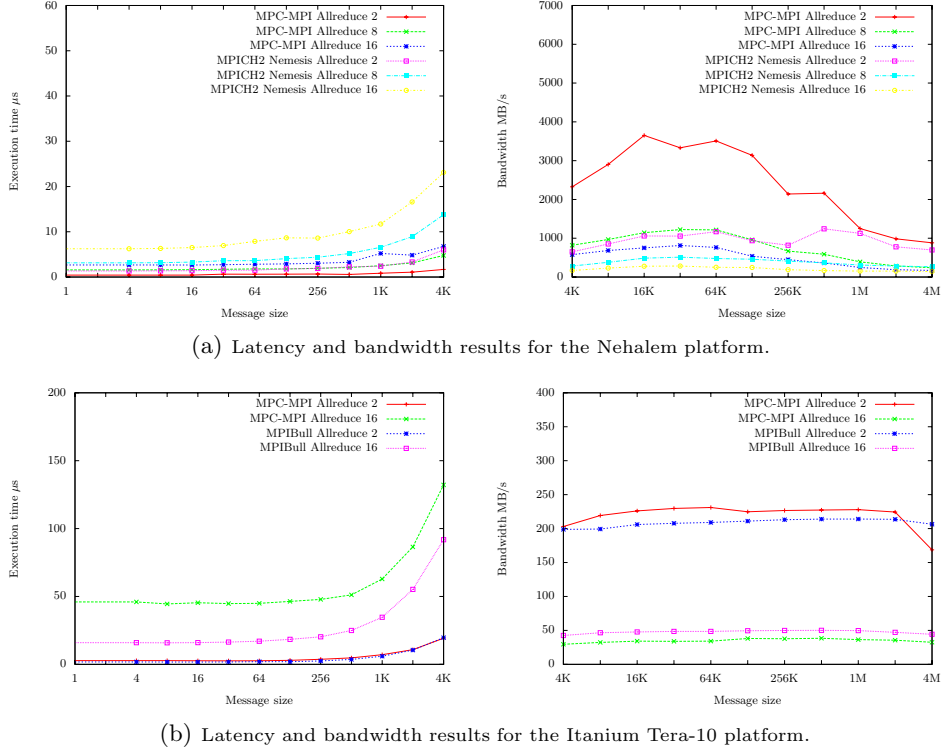 60
50
40
30
20
10
0
1
4
16
64
256
1K
4K
Execution time μs
Message size
MPC-MPI Allreduce 2
MPC-MPI Allreduce 8
MPC-MPI Allreduce 16
MPICH2 Nemesis Allreduce 2
MPICH2 Nemesis Allreduce 8
MPICH2 Nemesis Allreduce 16
7000
6000
5000
4000
3000
2000
1000
0
4K
16K
64K
256K
1M
4M
Bandwidth MB/s
Message size
MPC-MPI Allreduce 2
MPC-MPI Allreduce 8
MPC-MPI Allreduce 16
MPICH2 Nemesis Allreduce 2
MPICH2 Nemesis Allreduce 8
MPICH2 Nemesis Allreduce 16
(a) Latency and bandwidth results for the Nehalem platform.
200
150
100
50
0
1
4
16
64
256
1K
4K
Execution time μs
Message size
MPC-MPI Allreduce 2
MPC-MPI Allreduce 16
MPIBull Allreduce 2
MPIBull Allreduce 16
400
350
300
250
200
150
100
50
0
4K
16K
64K
256K
1M
4M
Bandwidth MB/s
Message size
MPC-MPI Allreduce 2
MPC-MPI Allreduce 16
MPIBull Allreduce 2
MPIBull Allreduce 16
(b) Latency and bandwidth results for the Itanium Tera-10 platform.